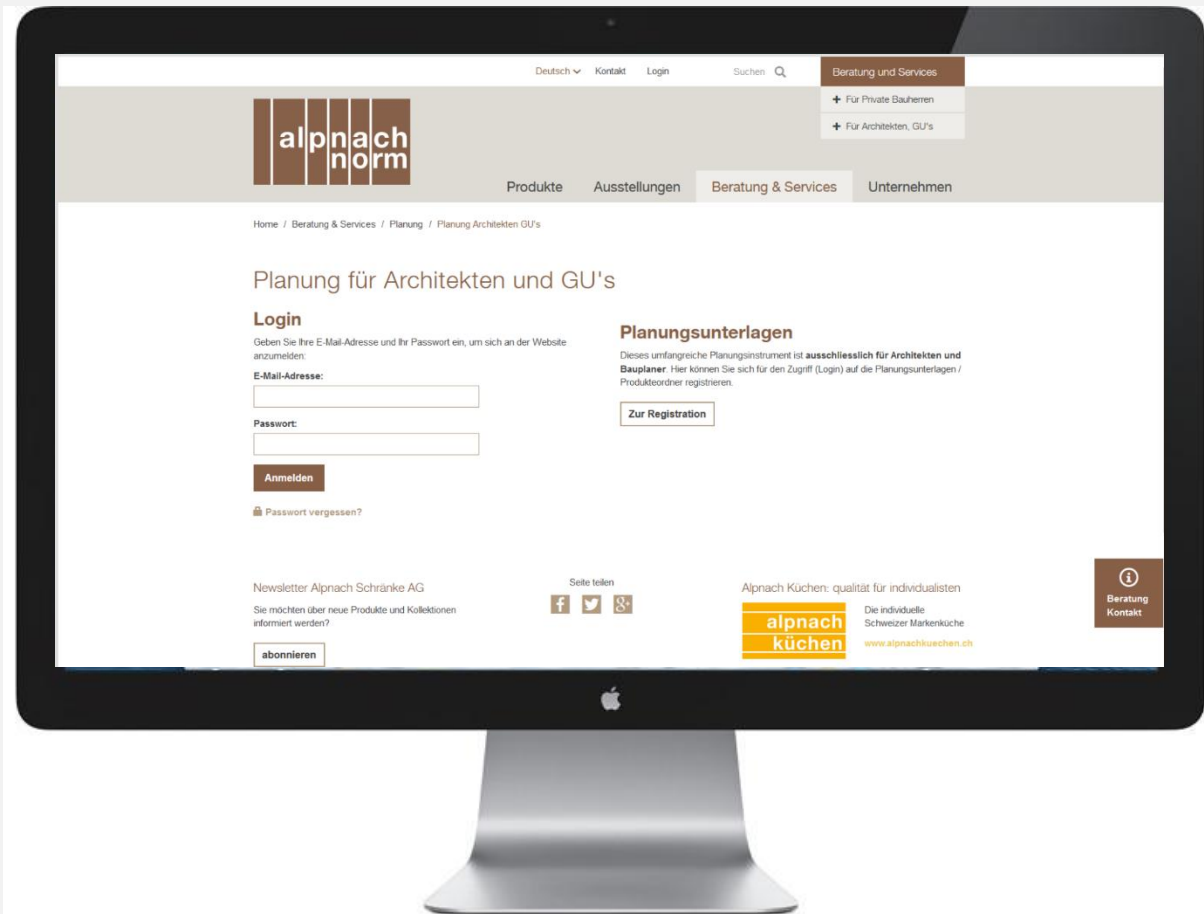 Deutsch Kontakt Login Suchen Beratung und Services
+ Für Private Bauherren
+ Für Architekten, GU's
alpnach
norm
Produkte Ausstellungen Beratung & Services Unternehmen
Home / Beratung & Services / Planung / Planung Architekten GU's
Planung für Architekten und GU's
Login
Geben Sie Ihre E-Mail-Adresse und Ihr Passwort ein, um sich an der Website
anzumelden:
E-Mail-Adresse:
Passwort:
Anmelden
Passwort vergessen?
Planungsunterlagen
Dieses umfangreiche Planungsinstrument ist ausschliesslich für Architekten und
Bauplaner. Hier können Sie sich für den Zugriff (Login) auf die Planungsunterlagen /
Produkteordner registrieren.
Zur Registration
Newsletter Alpnach Schränke AG
Sie möchten über neue Produkte und Kollektionen
informiert werden?
abonnieren
Seite teilen
Alpnach Küchen: qualität für individualisten
alpnach
küchen
Die individuelle
Schweizer Markenküche
www.alpnachkuechen.ch
Beratung
Kontakt